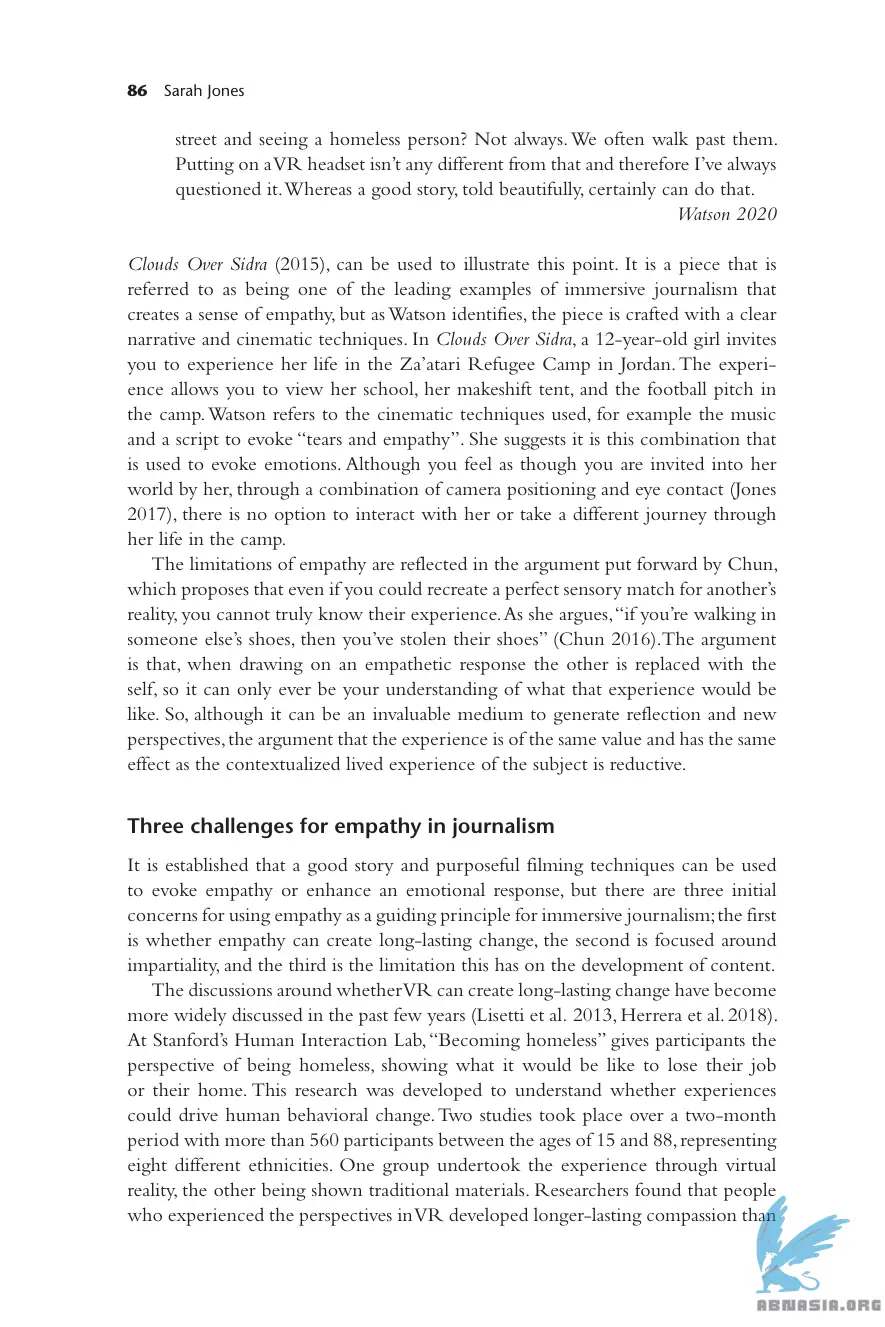 86 Sarah Jones
street and seeing a homeless person? Not always. We often walk past them.
Putting on a VR headset isn't any different from that and therefore I've always
questioned it. Whereas a good story, told beautifully, certainly can do that.
Watson 2020
Clouds Over Sidra (2015), can be used to illustrate this point. It is a piece that is
referred to as being one of the leading examples of immersive journalism that
creates a sense of empathy, but as Watson identifies, the piece is crafted with a clear
narrative and cinematic techniques. In Clouds Over Sidra, a 12-year-old girl invites
you to experience her life in the Za'atari Refugee Camp in Jordan. The experi-
ence allows you to view her school, her makeshift tent, and the football pitch in
the camp. Watson refers to the cinematic techniques used, for example the music
and a script to evoke “tears and empathy”. She suggests it is this combination that
is used to evoke emotions. Although you feel as though you are invited into her
world by her, through a combination of camera positioning and eye contact (Jones
2017), there is no option to interact with her or take a different journey through
her life in the camp.
The limitations of empathy are reflected in the argument put forward by Chun,
which proposes that even if you could recreate a perfect sensory match for another's
reality, you cannot truly know their experience. As she argues, “if you're walking in
someone else's shoes, then you've stolen their shoes” (Chun 2016).The argument
is that, when drawing on an empathetic response the other is replaced with the
self, so it can only ever be your understanding of what that experience would be
like. So, although it can be an invaluable medium to generate reflection and new
perspectives, the argument that the experience is of the same value and has the same
effect as the contextualized lived experience of the subject is reductive.
Three challenges for empathy in journalism
It is established that a good story and purposeful filming techniques can be used
to evoke empathy or enhance an emotional response, but there are three initial
concerns for using empathy as a guiding principle for immersive journalism; the first
is whether empathy can create long-lasting change, the second is focused around
impartiality, and the third is the limitation this has on the development of content.
The discussions around whether VR can create long-lasting change have become
more widely discussed in the past few years (Lisetti et al. 2013, Herrera et al. 2018).
At Stanford's Human Interaction Lab, “Becoming homeless” gives participants the
perspective of being homeless, showing what it would be like to lose their job
or their home. This research was developed to understand whether experiences
could drive human behavioral change. Two studies took place over a two-month
period with more than 560 participants between the ages of 15 and 88, representing
eight different ethnicities. One group undertook the experience through virtual
reality, the other being shown traditional materials. Researchers found that people
who experienced the perspectives in VR developed longer-lasting compassion than
ABNASIA.ORG